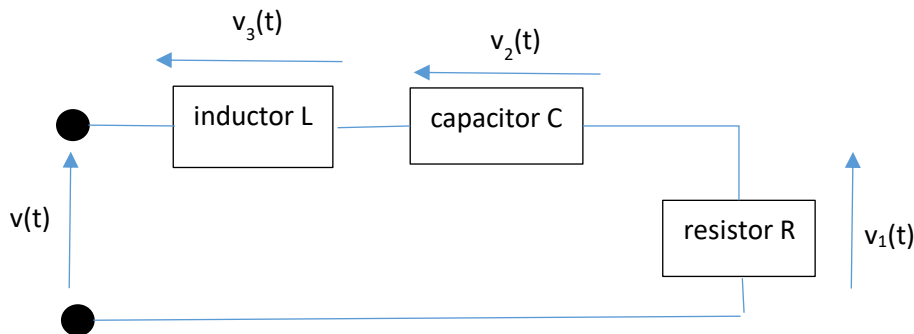 v₃(t)
v₂(t)
inductor L
capacitor C
v(t)
resistor R
v₁(t)